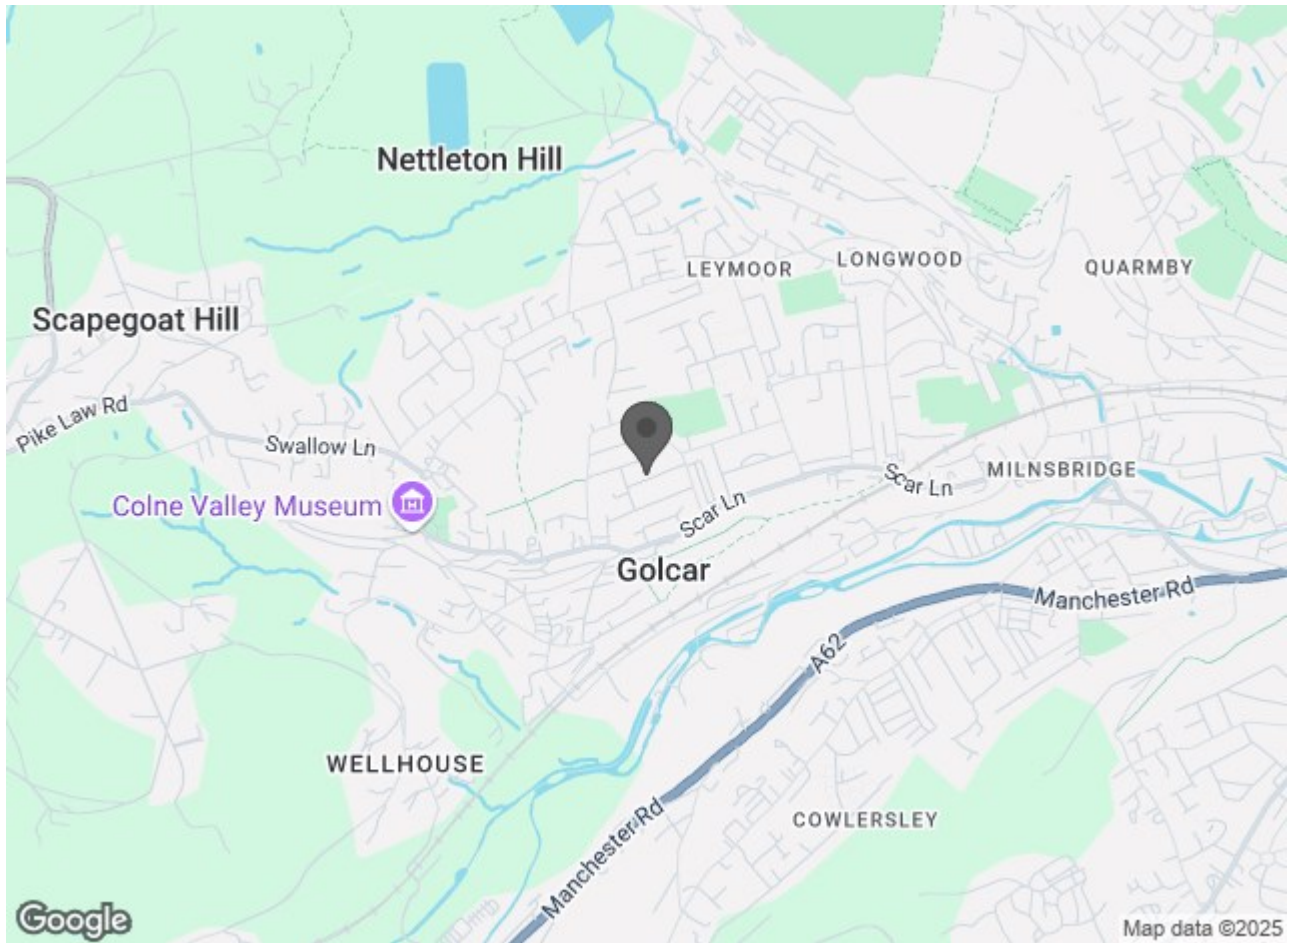 Nettleton Hill
LEYMOOR
LONGWOOD
QUARMBY
Scapegoat Hill
Pike Law Rd
Swallow Ln
Colne Valley Museum
Scar Ln
Scar Ln
MILNSBRIDGE
Golcar
Manchester Rd
A62
WELLHOUSE
COWLERSLEY
Manchester Rd
Google
Map data ©2025